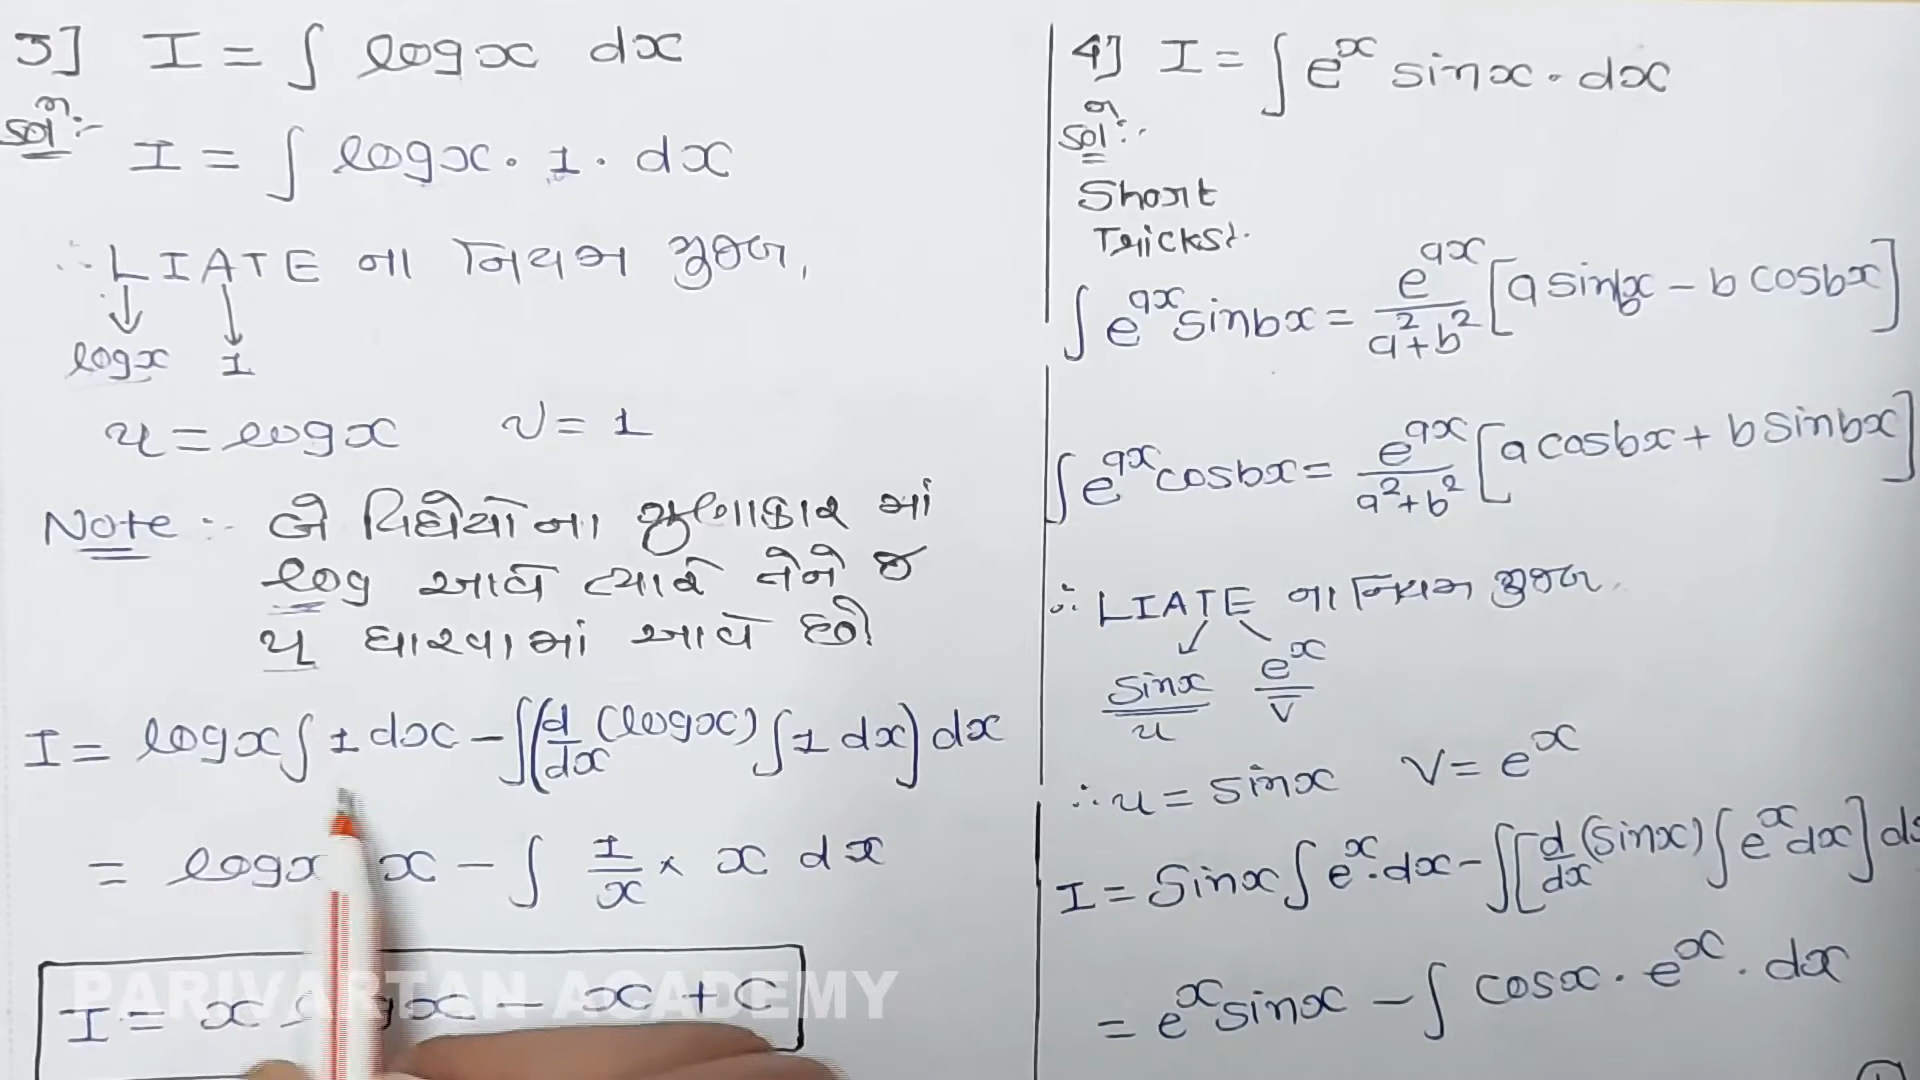 3] I = ∫ logx dx
Solⁿ:-
I = ∫ logx · 1 · dx
∴ LIATE ના નિયમ મુજબ,
logx 1
u = logx v = 1
Note :- બે વિધેયોના ગુણાકાર માં
log આવે ત્યારે તેને જ
u ધારવામાં આવે છે.
I = logx ∫ 1 dx - ∫(d/dx (logx) ∫ 1 dx) dx
= logx x - ∫ 1/x × x dx
I = x logx - x + c
PARIVARTAN ACADEMY
4] I = ∫ e^x sinx · dx
Solⁿ:-
Short
Tricks:-
∫ e^ax sinbx = e^ax/(a²+b²) [a sinbx - b cosbx]
∫ e^ax cosbx = e^ax/(a²+b²) [a cosbx + b sinbx]
∴ LIATE ના નિયમ મુજબ.
sinx e^x
u v
∴ u = sinx v = e^x
I = sinx ∫ e^x · dx - ∫[d/dx (sinx) ∫ e^x dx] dx
= e^x sinx - ∫ cosx · e^x · dx